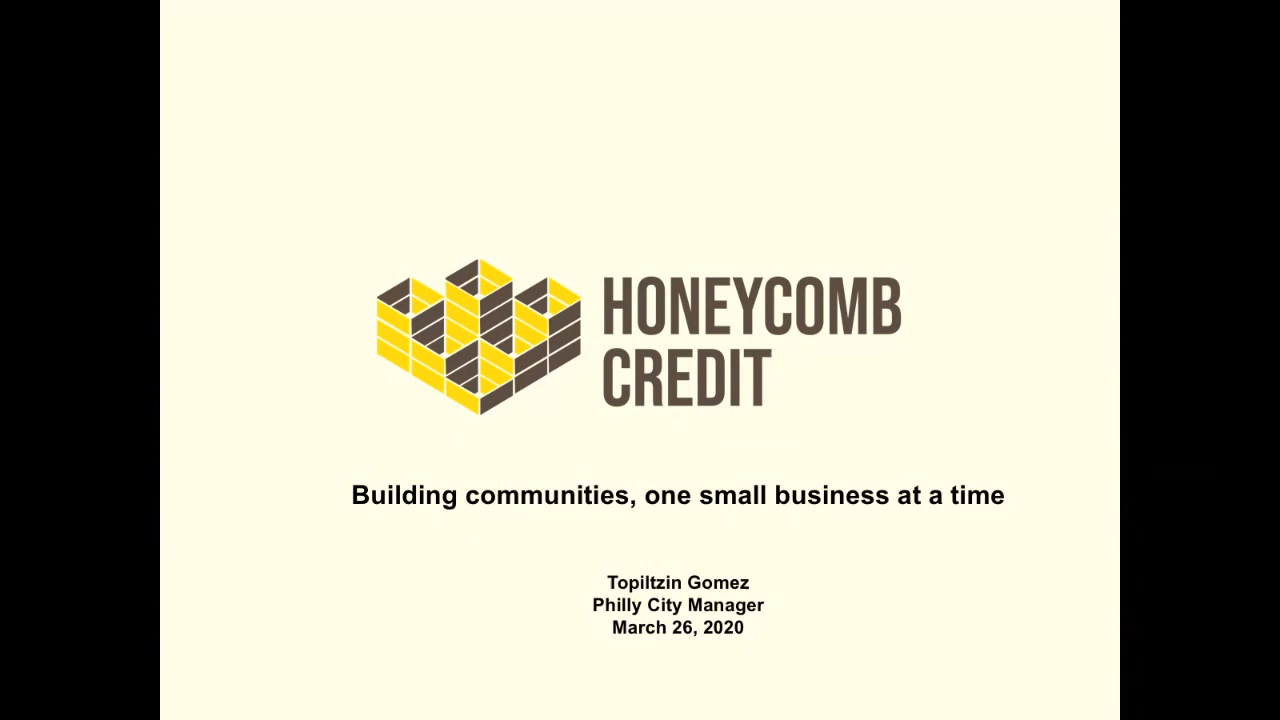 HONEYCOMB
CREDIT
Building communities, one small business at a time
Topiltzin Gomez
Philly City Manager
March 26, 2020